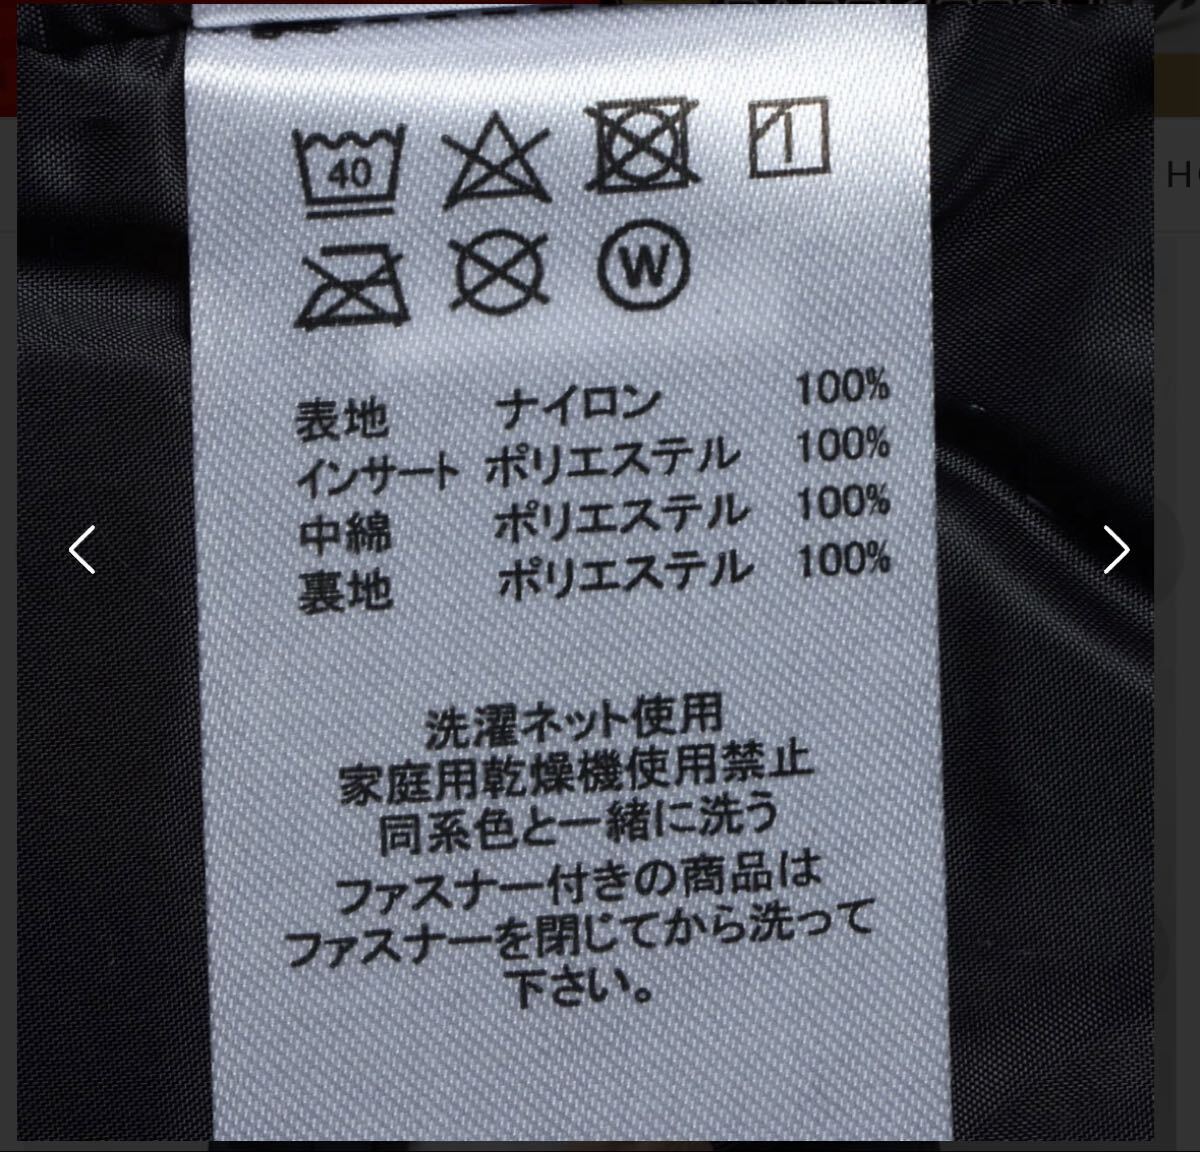 40
W
表地 ナイロン 100%
インサート ポリエステル 100%
中綿 ポリエステル 100%
裏地 ポリエステル 100%
洗濯ネット使用
家庭用乾燥機使用禁止
同系色と一緒に洗う
ファスナー付きの商品は
ファスナーを閉じてから洗って
下さい。